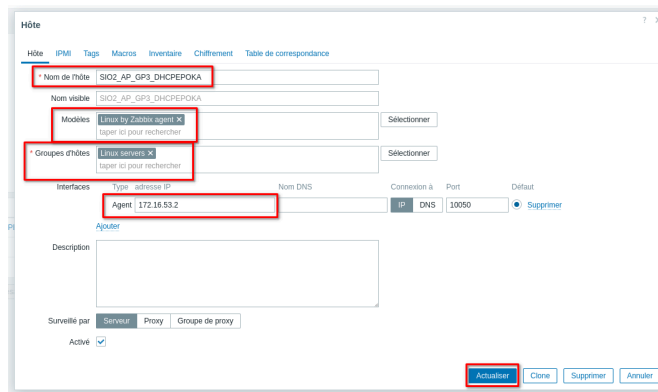 Hôte
? X
Hôte IPMI Tags Macros Inventaire Chiffrement Table de correspondance
* Nom de l'hôte SIO2_AP_GP3_DHCPEPOKA
Nom visible SIO2_AP_GP3_DHCPEPOKA
Modèles Linux by Zabbix agent × Sélectionner
taper ici pour rechercher
* Groupes d'hôtes Linux servers × Sélectionner
taper ici pour rechercher
Interfaces Type adresse IP Nom DNS Connexion à Port Défaut
Agent 172.16.53.2 IP DNS 10050 Supprimer
Ajouter
Description
Surveillé par Serveur Proxy Groupe de proxy
Activé
Actualiser Clone Supprimer Annuler